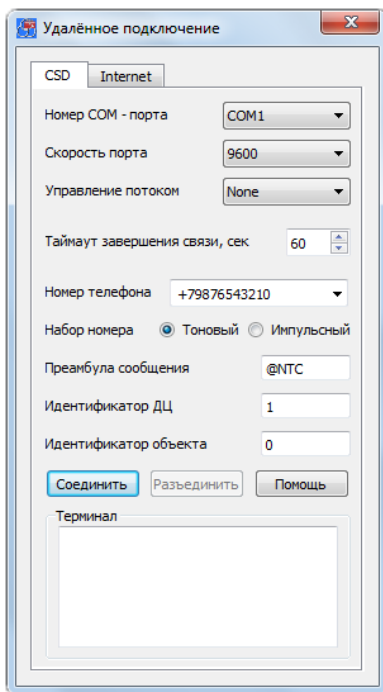 Удалённое подключение
CSD Internet
Номер COM - порта COM1
Скорость порта 9600
Управление потоком None
Таймаут завершения связи, сек 60
Номер телефона +79876543210
Набор номера Тоновый Импульсный
Преамбула сообщения @NTC
Идентификатор ДЦ 1
Идентификатор объекта 0
Соединить Разъединить Помощь
Терминал